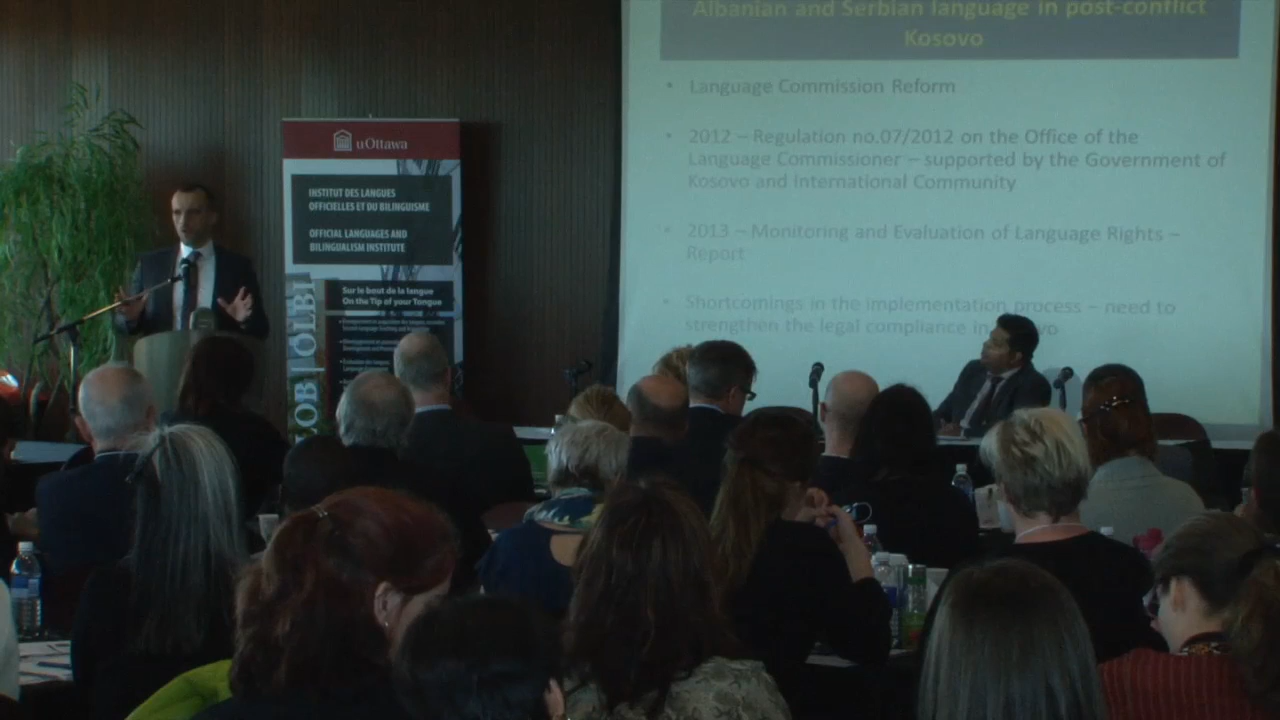 Albanian and Serbian language in post-conflict
Kosovo
• Language Commission Reform
• 2012 – Regulation no.07/2012 on the Office of the
Language Commissioner – supported by the Government of
Kosovo and International Community
• 2013 – Monitoring and Evaluation of Language Rights –
Report
• Shortcomings in the implementation process – need to
strengthen the legal compliance in
uOttawa
INSTITUT DES LANGUES
OFFICIELLES ET DU BILINGUISME
OFFICIAL LANGUAGES AND
BILINGUALISM INSTITUTE
Sur le bout de la langue
On the Tip of your Tongue
OLBI